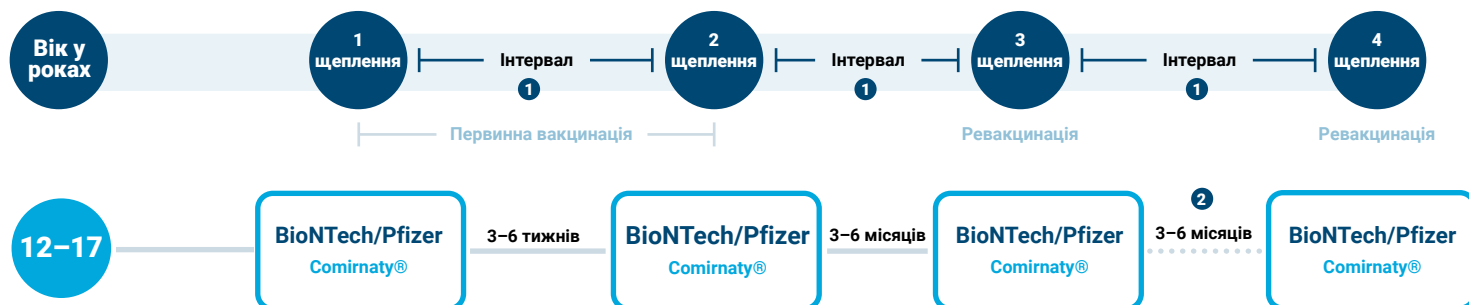 Вік у
роках
1
щеплення
Інтервал
1
2
щеплення
Інтервал
1
3
щеплення
Інтервал
1
4
щеплення
Первинна вакцинація
Ревакцинація
Ревакцинація
12–17
BioNTech/Pfizer
Comirnaty®
3–6 тижнів
BioNTech/Pfizer
Comirnaty®
3–6 місяців
BioNTech/Pfizer
Comirnaty®
2
3–6 місяців
BioNTech/Pfizer
Comirnaty®